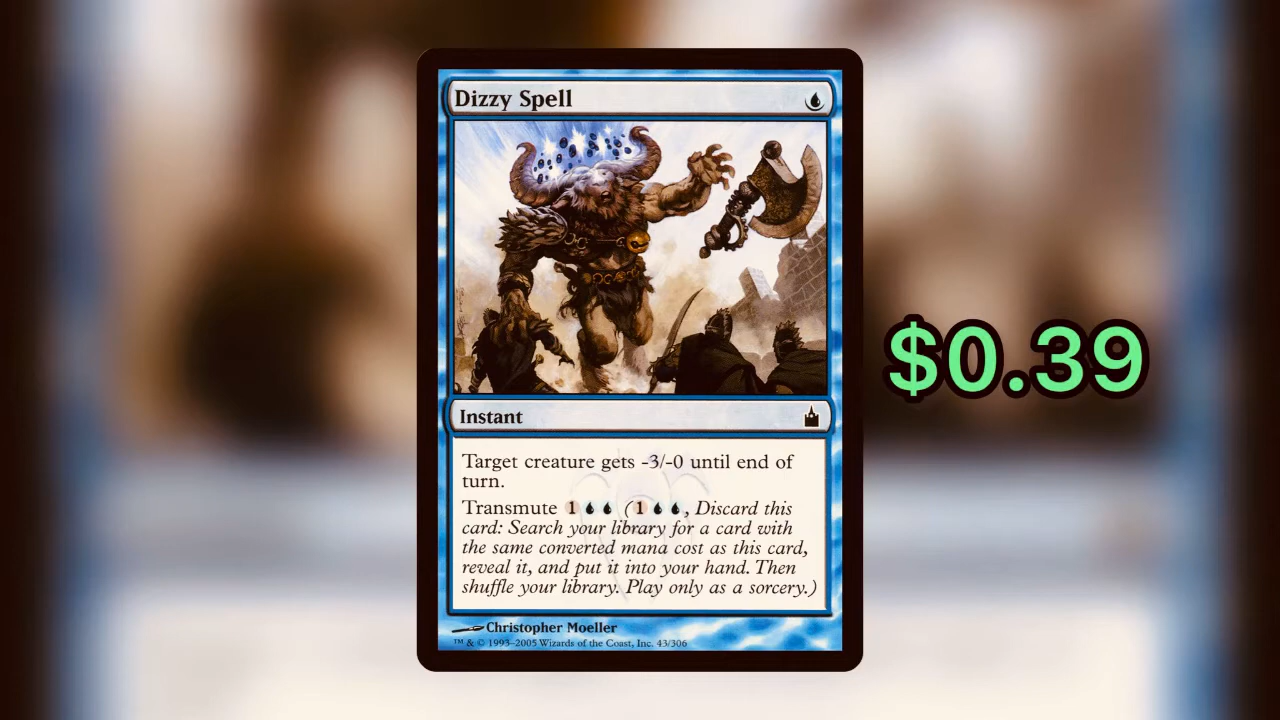 Dizzy Spell
$0.39
Instant
Target creature gets -3/-0 until end of
turn.
Transmute 1 (1 , Discard this
card: Search your library for a card with
the same converted mana cost as this card,
reveal it, and put it into your hand. Then
shuffle your library. Play only as a sorcery.)
Christopher Moeller
™ & © 1993–2005 Wizards of the Coast, Inc. 43/306